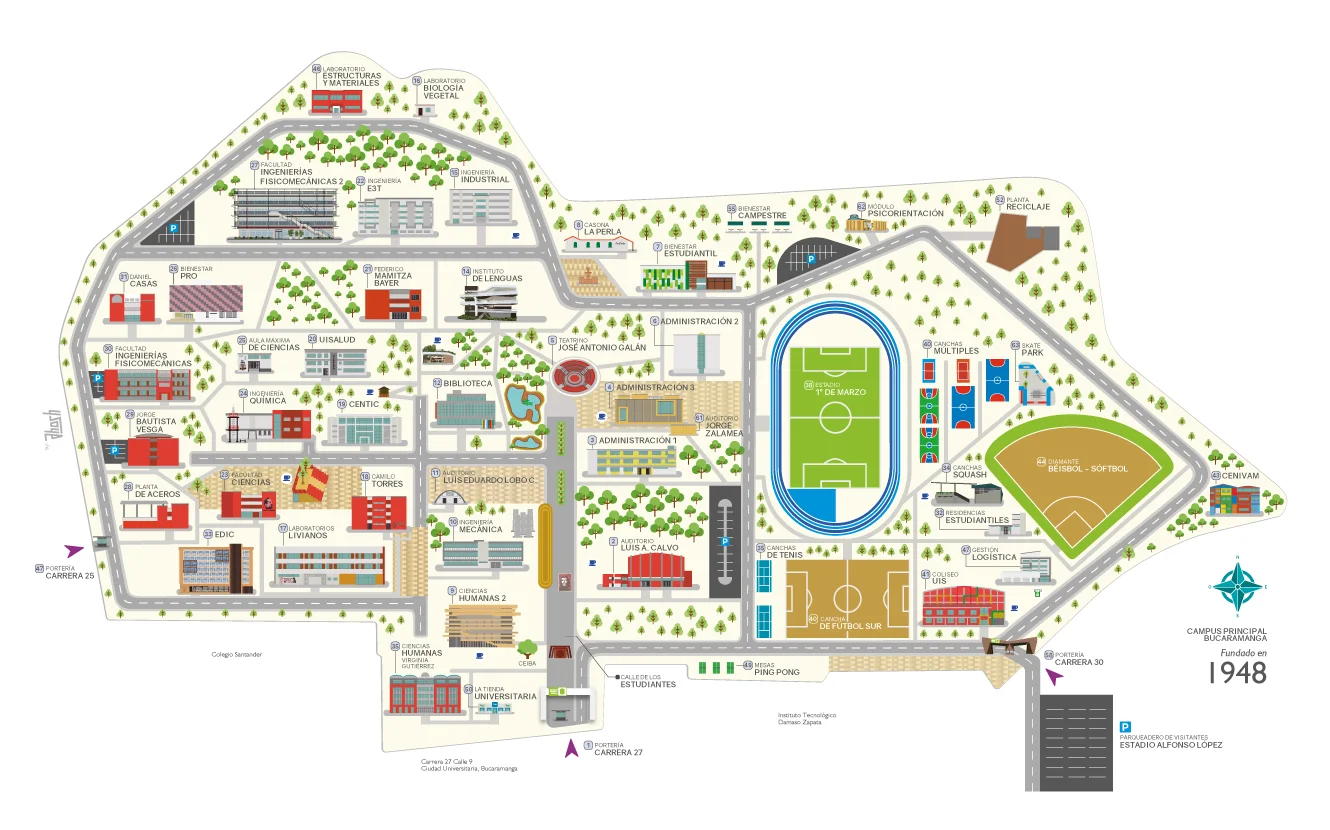 46 LABORATORIO
ESTRUCTURAS
Y MATERIALES
16 LABORATORIO
BIOLOGÍA
VEGETAL
27 FACULTAD
INGENIERÍAS
FISICOMECÁNICAS 2
22 INGENIERÍA
E3T
15 INGENIERÍA
INDUSTRIAL
P
8 CASONA
LA PERLA
55 BIENESTAR
CAMPESTRE
62 MÓDULO
PSICORIENTACIÓN
52 PLANTA
RECICLAJE
7 BIENESTAR
ESTUDIANTIL
P
31 DANIEL
CASAS
26 BIENESTAR
PRO
21 FEDERICO
MAMITZA
BAYER
14 INSTITUTO
DE LENGUAS
30 FACULTAD
INGENIERÍAS
FISICOMECÁNICAS
P
25 AULA MÁXIMA
DE CIENCIAS
20 UISALUD
5 TEATRINO
JOSÉ ANTONIO GALÁN
6 ADMINISTRACIÓN 2
40 CANCHAS
MÚLTIPLES
63 SKATE
PARK
24 INGENIERÍA
QUÍMICA
19 CENTIC
12 BIBLIOTECA
4 ADMINISTRACIÓN 3
38 ESTADIO
1º DE MARZO
29 JORGE
BAUTISTA
VESGA
P
61 AUDITORIO
JORGE
ZALAMEA
3 ADMINISTRACIÓN 1
28 PLANTA
DE ACEROS
23 FACULTAD
CIENCIAS
18 CAMILO
TORRES
11 AUDITORIO
LUIS EDUARDO LOBO C.
34 CANCHAS
SQUASH
44 DIAMANTE
BÉISBOL - SÓFTBOL
43 CENIVAM
33 EDIC
17 LABORATORIOS
LIVIANOS
10 INGENIERÍA
MECÁNICA
2 AUDITORIO
LUIS A. CALVO
P
32 RESIDENCIAS
ESTUDIANTILES
42 PORTERÍA
CARRERA 25
9 CIENCIAS
HUMANAS 2
CANCHAS
DE TENIS
40 CANCHA
DE FÚTBOL SUR
47 GESTIÓN
LOGÍSTICA
41 COLISEO
UIS
N
O
E
S
CAMPUS PRINCIPAL
BUCARAMANGA
Fundado en
1948
Colegio Santander
35 CIENCIAS
HUMANAS
VIRGINIA
GUTIÉRREZ
CEIBA
50 LA TIENDA
UNIVERSITARIA
CALLE DE LOS
ESTUDIANTES
49 MESAS
PING PONG
58 PORTERÍA
CARRERA 30
Instituto Tecnológico
Damaso Zapata
1 PORTERÍA
CARRERA 27
P
PARQUEADERO DE VISITANTES
ESTADIO ALFONSO LÓPEZ
Carrera 27 Calle 9
Ciudad Universitaria, Bucaramanga